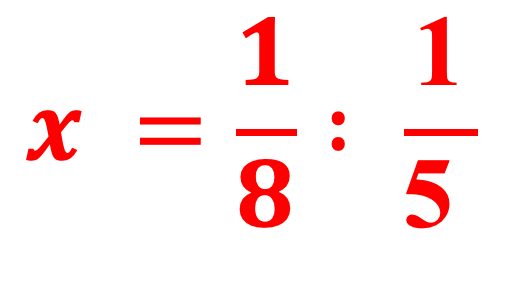 x = 1/8 : 1/5